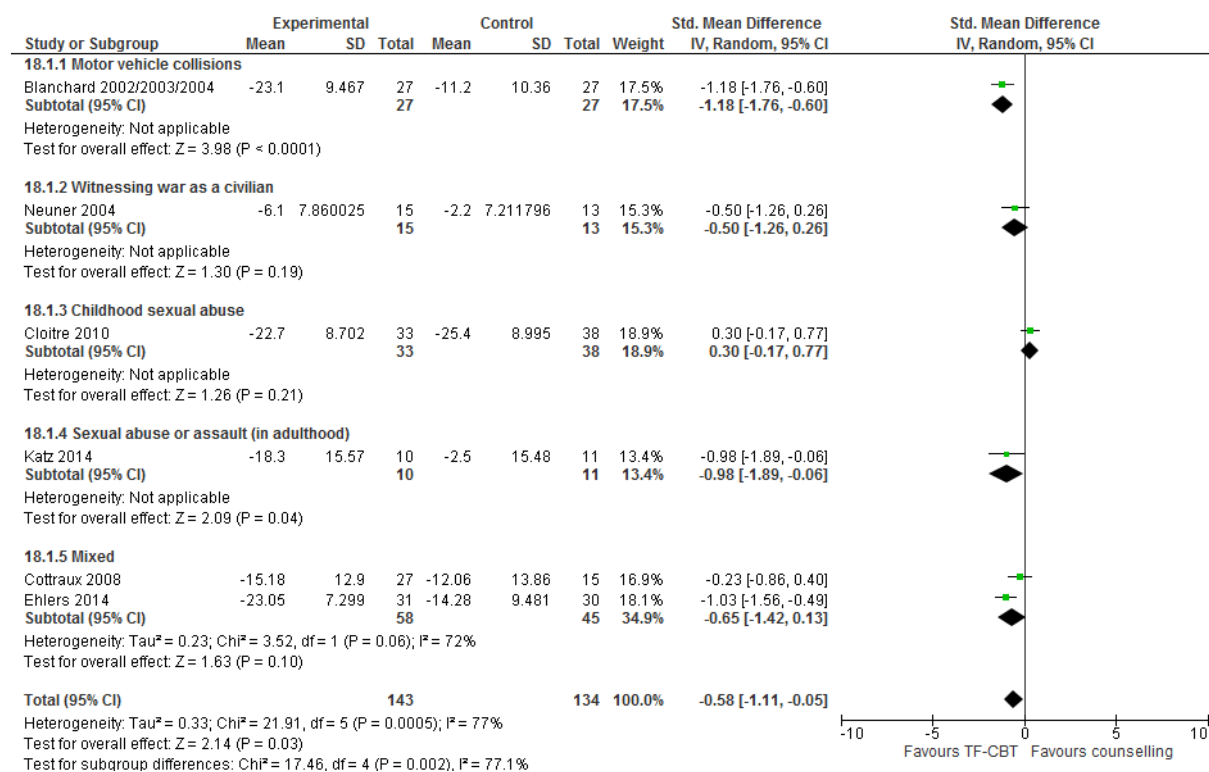 Experimental Control Std. Mean Difference Std. Mean Difference
Study or Subgroup Mean SD Total Mean SD Total Weight IV, Random, 95% CI IV, Random, 95% CI
18.1.1 Motor vehicle collisions
Blanchard 2002/2003/2004 -23.1 9.467 27 -11.2 10.36 27 17.5% -1.18 [-1.76, -0.60]
Subtotal (95% CI) 27 27 17.5% -1.18 [-1.76, -0.60]
Heterogeneity: Not applicable
Test for overall effect: Z = 3.98 (P < 0.0001)
18.1.2 Witnessing war as a civilian
Neuner 2004 -6.1 7.860025 15 -2.2 7.211796 13 15.3% -0.50 [-1.26, 0.26]
Subtotal (95% CI) 15 13 15.3% -0.50 [-1.26, 0.26]
Heterogeneity: Not applicable
Test for overall effect: Z = 1.30 (P = 0.19)
18.1.3 Childhood sexual abuse
Cloitre 2010 -22.7 8.702 33 -25.4 8.995 38 18.9% 0.30 [-0.17, 0.77]
Subtotal (95% CI) 33 38 18.9% 0.30 [-0.17, 0.77]
Heterogeneity: Not applicable
Test for overall effect: Z = 1.26 (P = 0.21)
18.1.4 Sexual abuse or assault (in adulthood)
Katz 2014 -18.3 15.57 10 -2.5 15.48 11 13.4% -0.98 [-1.89, -0.06]
Subtotal (95% CI) 10 11 13.4% -0.98 [-1.89, -0.06]
Heterogeneity: Not applicable
Test for overall effect: Z = 2.09 (P = 0.04)
18.1.5 Mixed
Cottraux 2008 -15.18 12.9 27 -12.06 13.86 15 16.9% -0.23 [-0.86, 0.40]
Ehlers 2014 -23.05 7.299 31 -14.28 9.481 30 18.1% -1.03 [-1.56, -0.49]
Subtotal (95% CI) 58 45 34.9% -0.65 [-1.42, 0.13]
Heterogeneity: Tau² = 0.23; Chi² = 3.52, df = 1 (P = 0.06); I² = 72%
Test for overall effect: Z = 1.63 (P = 0.10)
Total (95% CI) 143 134 100.0% -0.58 [-1.11, -0.05]
Heterogeneity: Tau² = 0.33; Chi² = 21.91, df = 5 (P = 0.0005); I² = 77%
Test for overall effect: Z = 2.14 (P = 0.03)
Test for subgroup differences: Chi² = 17.46, df = 4 (P = 0.002), I² = 77.1%
-10 -5 0 5 10
Favours TF-CBT Favours counselling